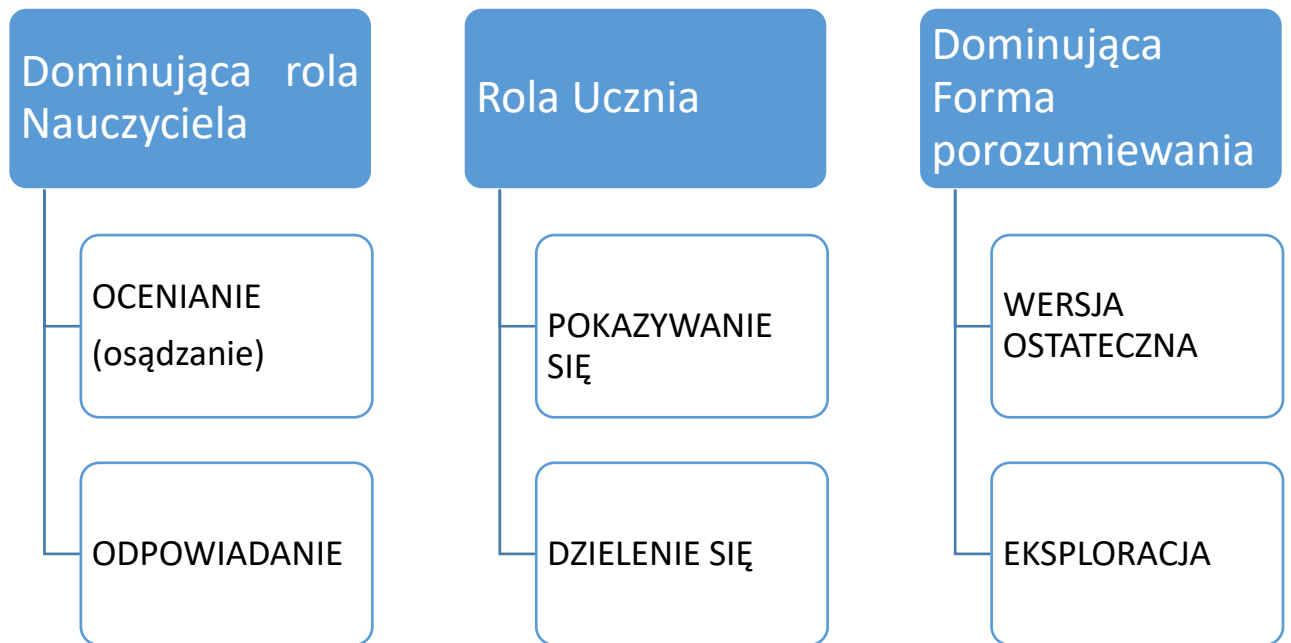 Dominująca rola
Nauczyciela
OCENIANIE
(osądzanie)
ODPOWIADANIE
Rola Ucznia
POKAZYWANIE
SIĘ
DZIELENIE SIĘ
Dominująca
Forma
porozumiewania
WERSJA
OSTATECZNA
EKSPLORACJA